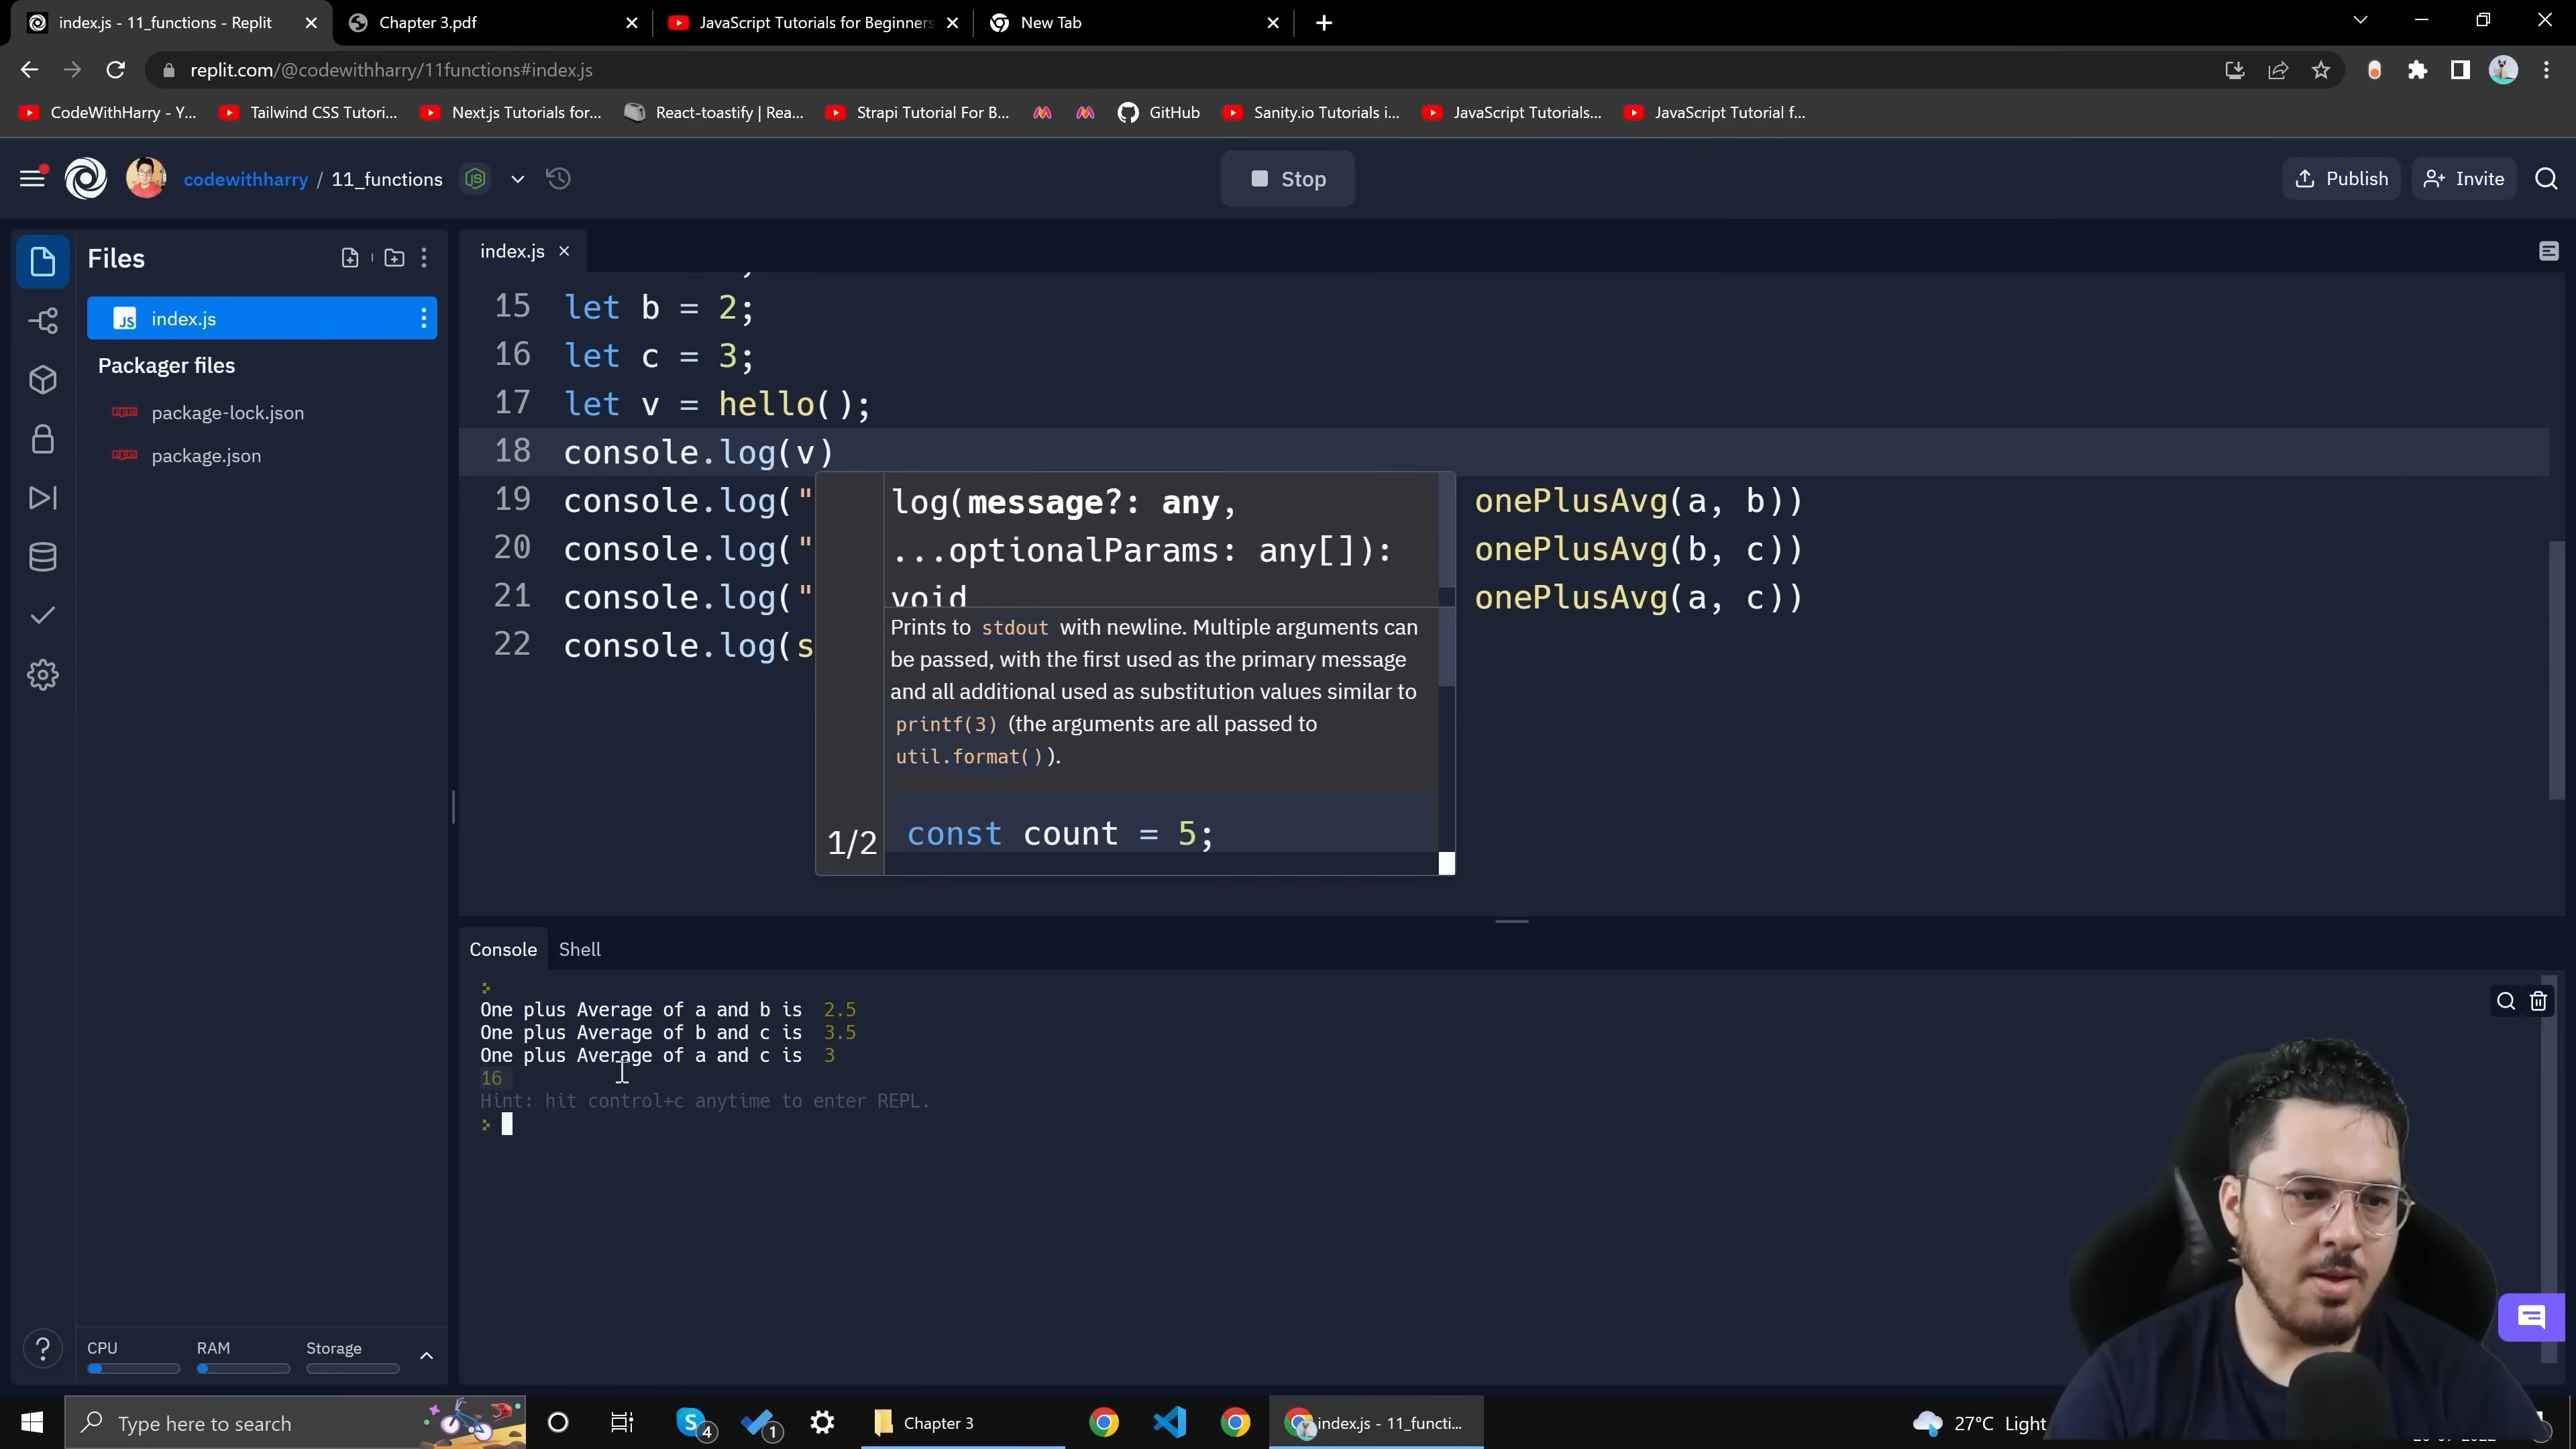 index.js - 11_functions - Replit
Chapter 3.pdf
JavaScript Tutorials for Beginners
New Tab
replit.com/@codewithharry/11functions#index.js
CodeWithHarry - Y...
Tailwind CSS Tutori...
Next.js Tutorials for...
React-toastify | Rea...
Strapi Tutorial For B...
GitHub
Sanity.io Tutorials i...
JavaScript Tutorials...
JavaScript Tutorial f...
codewithharry / 11_functions
Stop
Publish
Invite
Files
index.js
Packager files
package-lock.json
package.json
index.js
15 let b = 2;
16 let c = 3;
17 let v = hello();
18 console.log(v)
19 console.log(" onePlusAvg(a, b))
20 console.log(" onePlusAvg(b, c))
21 console.log(" onePlusAvg(a, c))
22 console.log(s
log(message?: any,
...optionalParams: any[]):
void
Prints to stdout with newline. Multiple arguments can
be passed, with the first used as the primary message
and all additional used as substitution values similar to
printf(3) (the arguments are all passed to
util.format()).
const count = 5;
1/2
Console
Shell
One plus Average of a and b is 2.5
One plus Average of b and c is 3.5
One plus Average of a and c is 3
16
Hint: hit control+c anytime to enter REPL.
CPU
RAM
Storage
Type here to search
4
1
Chapter 3
index.js - 11_functi...
27°C Light